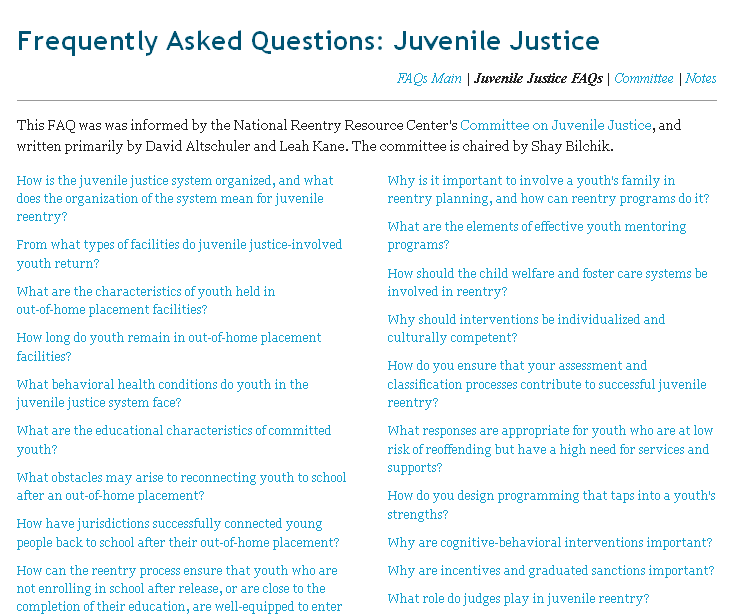 Frequently Asked Questions: Juvenile Justice
FAQs Main | Juvenile Justice FAQs | Committee | Notes
This FAQ was was informed by the National Reentry Resource Center's Committee on Juvenile Justice, and
written primarily by David Altschuler and Leah Kane. The committee is chaired by Shay Bilchik.
How is the juvenile justice system organized, and what
does the organization of the system mean for juvenile
reentry?
From what types of facilities do juvenile justice-involved
youth return?
What are the characteristics of youth held in
out-of-home placement facilities?
How long do youth remain in out-of-home placement
facilities?
What behavioral health conditions do youth in the
juvenile justice system face?
What are the educational characteristics of committed
youth?
What obstacles may arise to reconnecting youth to school
after an out-of-home placement?
How have jurisdictions successfully connected young
people back to school after their out-of-home placement?
How can the reentry process ensure that youth who are
not enrolling in school after release, or are close to the
completion of their education, are well-equipped to enter
Why is it important to involve a youth's family in
reentry planning, and how can reentry programs do it?
What are the elements of effective youth mentoring
programs?
How should the child welfare and foster care systems be
involved in reentry?
Why should interventions be individualized and
culturally competent?
How do you ensure that your assessment and
classification processes contribute to successful juvenile
reentry?
What responses are appropriate for youth who are at low
risk of reoffending but have a high need for services and
supports?
How do you design programming that taps into a youth's
strengths?
Why are cognitive-behavioral interventions important?
Why are incentives and graduated sanctions important?
What role do judges play in juvenile reentry?